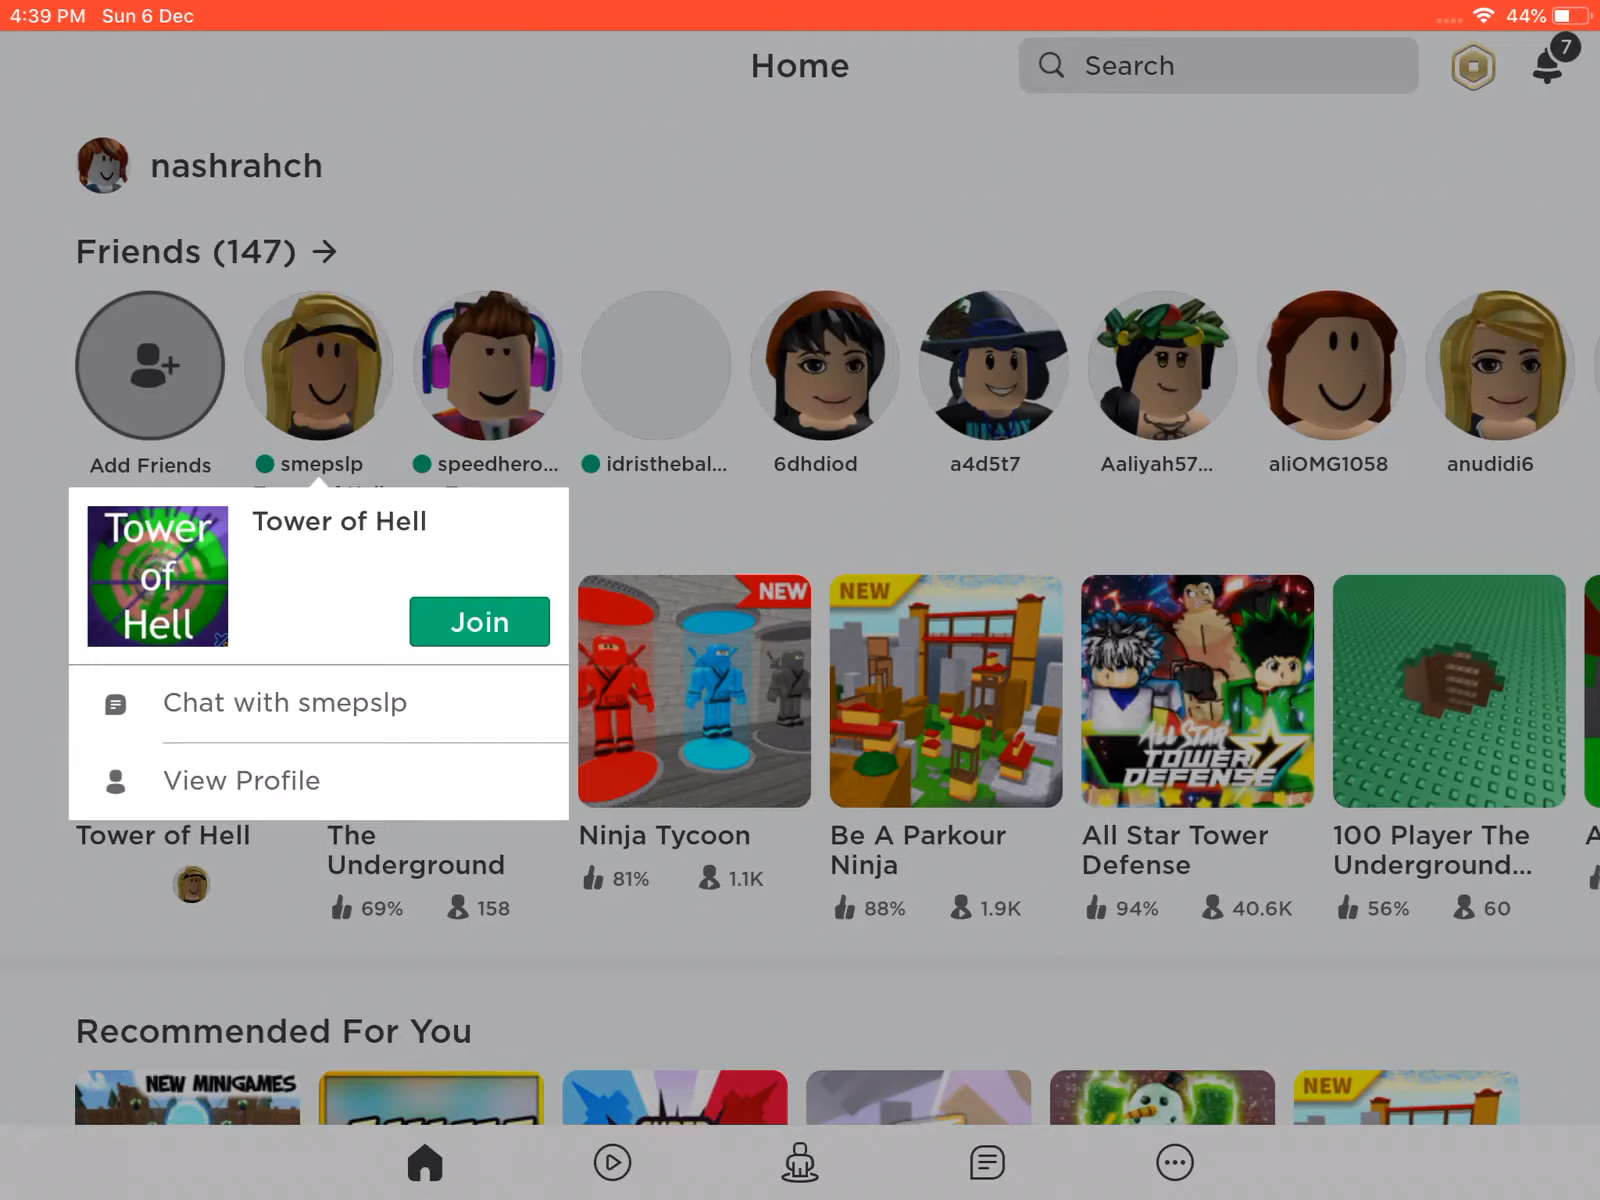 4:39 PM Sun 6 Dec
44%
Home
Search
7
nashrahch
Friends (147) →
Add Friends
smepslp
speedhero...
idristhebal...
6dhdiod
a4d5t7
Aaliyah57...
aliOMG1058
anudidi6
Tower
of
Hell
Tower of Hell
Join
Chat with smepslp
View Profile
NEW
NEW
ALL STAR
TOWER
DEFENSE
Tower of Hell
The
Underground
69% 158
Ninja Tycoon
81% 1.1K
Be A Parkour
Ninja
88% 1.9K
All Star Tower
Defense
94% 40.6K
100 Player The
Underground...
56% 60
Recommended For You
NEW MINIGAMES
NEW